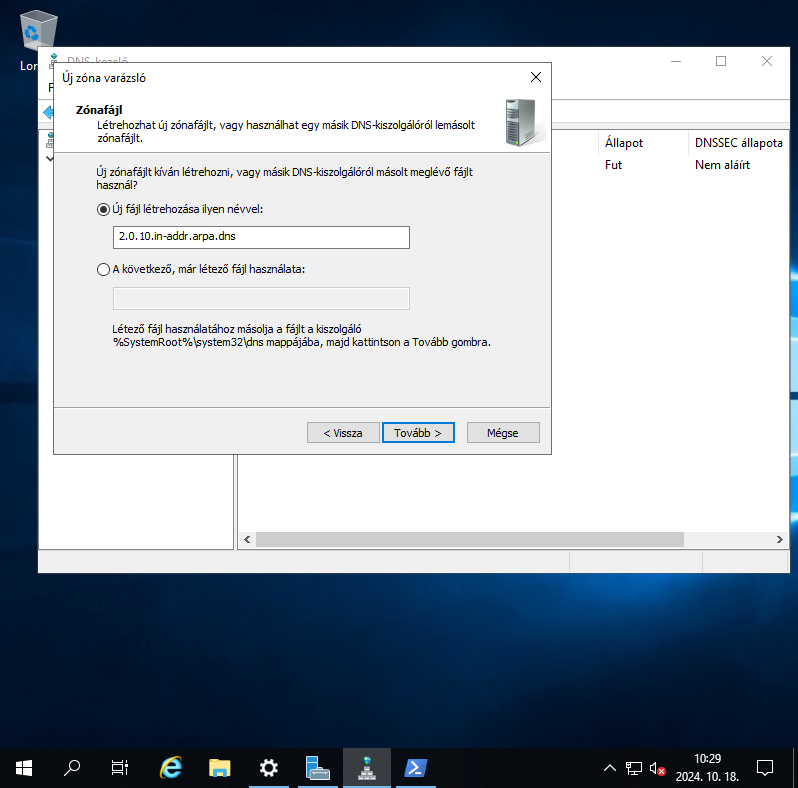 Lor
DNS-kezelő
F
Új zóna varázsló
Zónafájl
Létrehozhat új zónafájlt, vagy használhat egy másik DNS-kiszolgálóról lemásolt
zónafájlt.
Új zónafájlt kíván létrehozni, vagy másik DNS-kiszolgálóról másolt meglévő fájlt
használ?
Új fájl létrehozása ilyen névvel:
2.0.10.in-addr.arpa.dns
A következő, már létező fájl használata:
Létező fájl használatához másolja a fájlt a kiszolgáló
%SystemRoot%\system32\dns mappájába, majd kattintson a Tovább gombra.
< Vissza
Tovább >
Mégse
Állapot
DNSSEC állapota
Fut
Nem aláírt
10:29
2024. 10. 18.